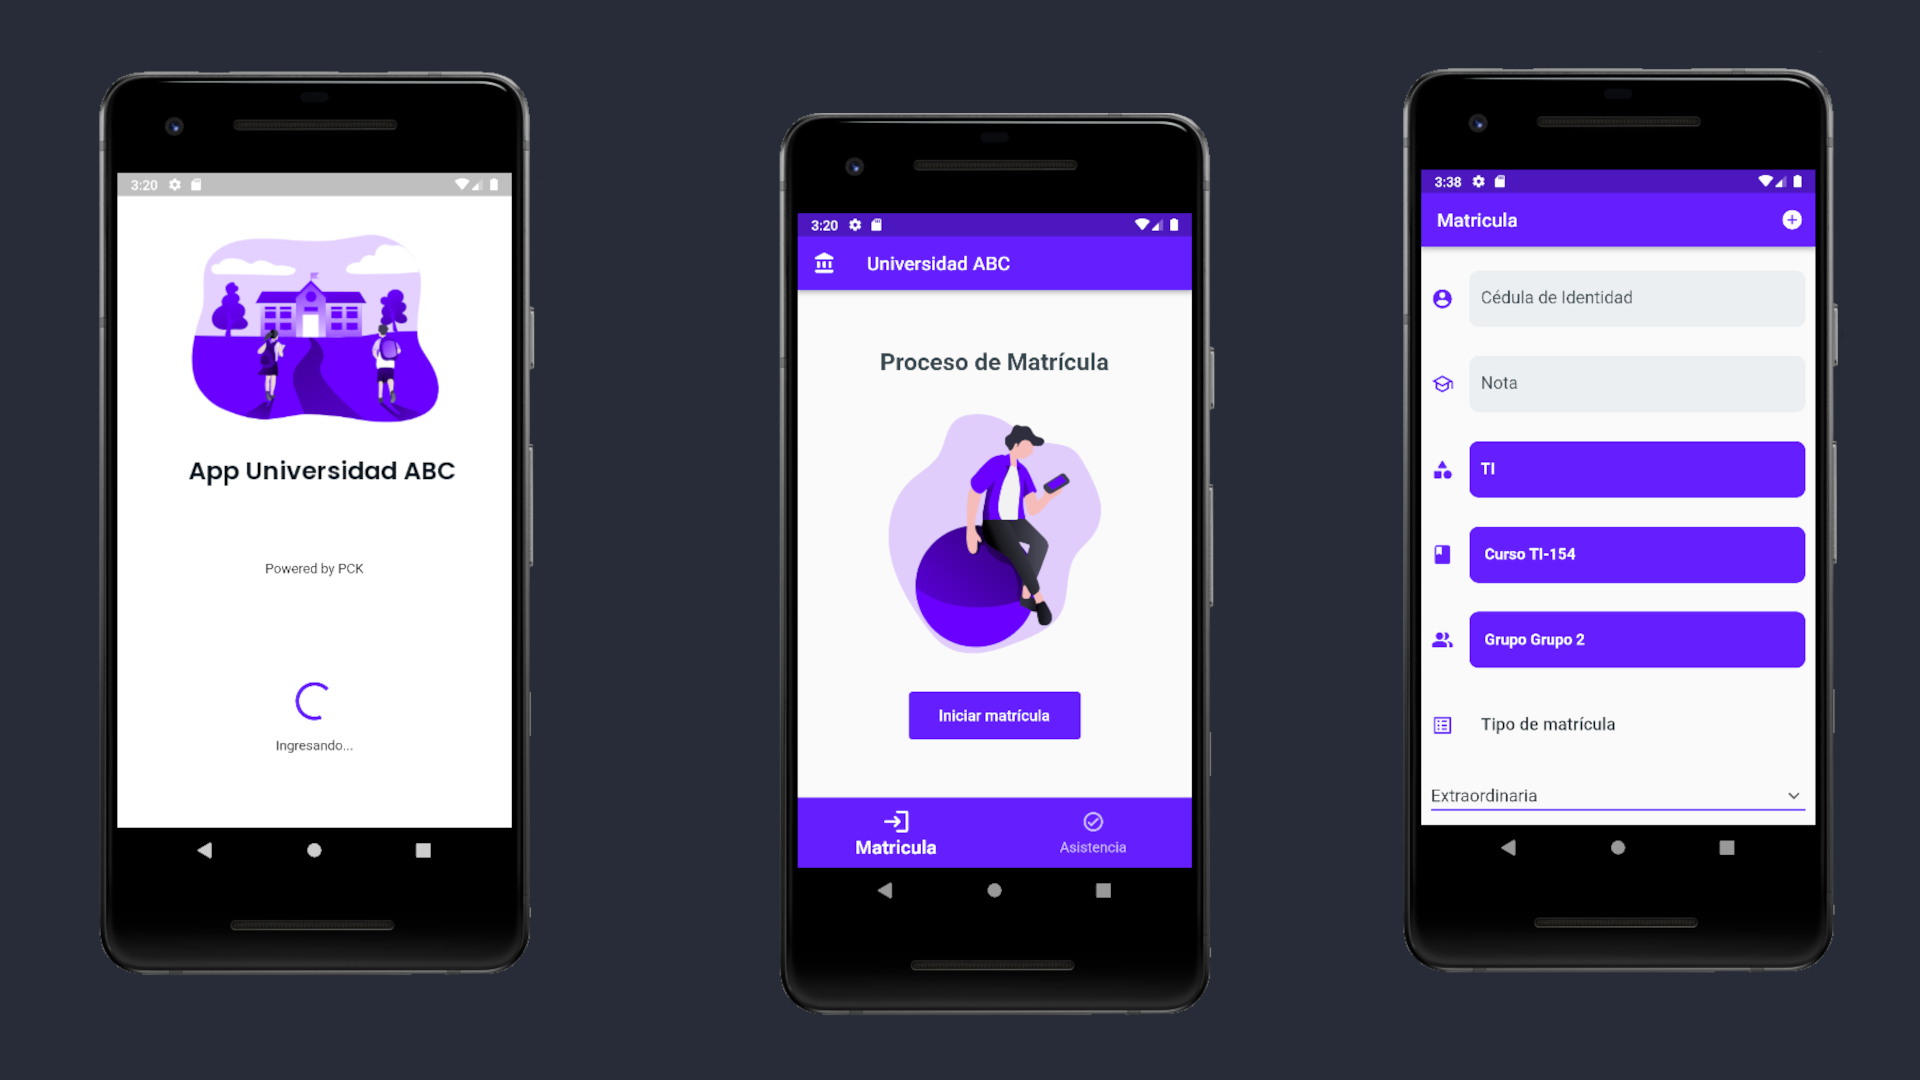 3:20
App Universidad ABC
Powered by PCK
Ingresando...
3:20
Universidad ABC
Proceso de Matrícula
Iniciar matrícula
Matricula
Asistencia
3:38
Matricula
Cédula de Identidad
Nota
TI
Curso TI-154
Grupo Grupo 2
Tipo de matrícula
Extraordinaria